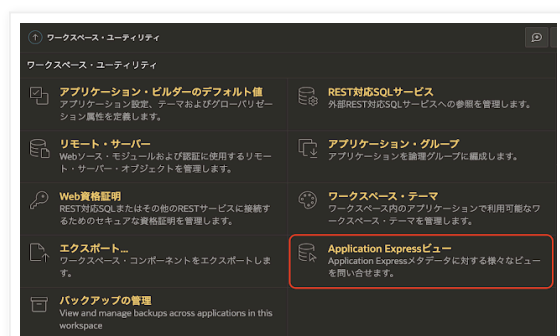 ワークスペース・ユーティリティ
ワークスペース・ユーティリティ
アプリケーション・ビルダーのデフォルト値
アプリケーション設定、テーマおよびグローバリゼー
ション属性を定義します。
REST対応SQLサービス
外部REST対応SQLサービスへの参照を管理します。
リモート・サーバー
Webソース・モジュールおよび認証に使用するリモー
ト・サーバー・オブジェクトを管理します。
アプリケーション・グループ
アプリケーションを論理グループに編成します。
Web資格証明
REST対応SQLまたはその他のRESTサービスに接続す
るためのセキュアな資格証明を管理します。
ワークスペース・テーマ
ワークスペース内のアプリケーションで利用可能なワ
ークスペース・テーマを管理します。
エクスポート...
ワークスペース・コンポーネントをエクスポートしま
す。
Application Expressビュー
Application Expressメタデータに対する様々なビュー
を問い合せます。
バックアップの管理
View and manage backups across applications in this
workspace